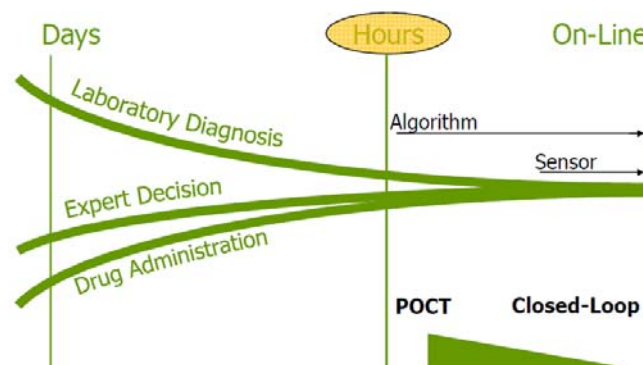 Days
Hours
On-Line
Laboratory Diagnosis
Algorithm
Sensor
Expert Decision
Drug Administration
POCT
Closed-Loop